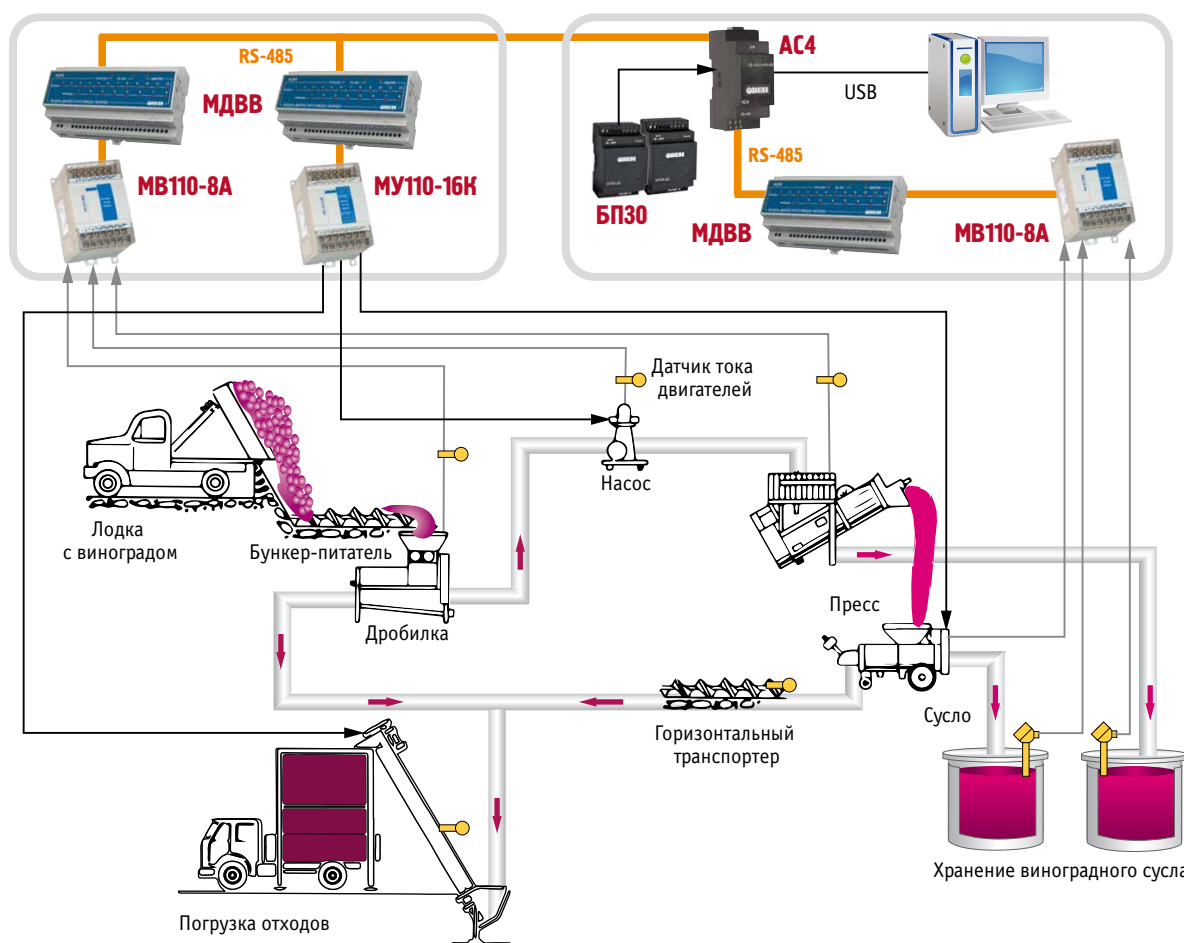 АС4
RS-485
МДВВ
USB
МВ110-8А
МУ110-16К
RS-485
БП30
МДВВ
МВ110-8А
Датчик тока
двигателей
Насос
Лодка
с виноградом
Бункер-питатель
Дробилка
Пресс
Горизонтальный
транспортер
Сусло
Хранение виноградного сусла
Погрузка отходов